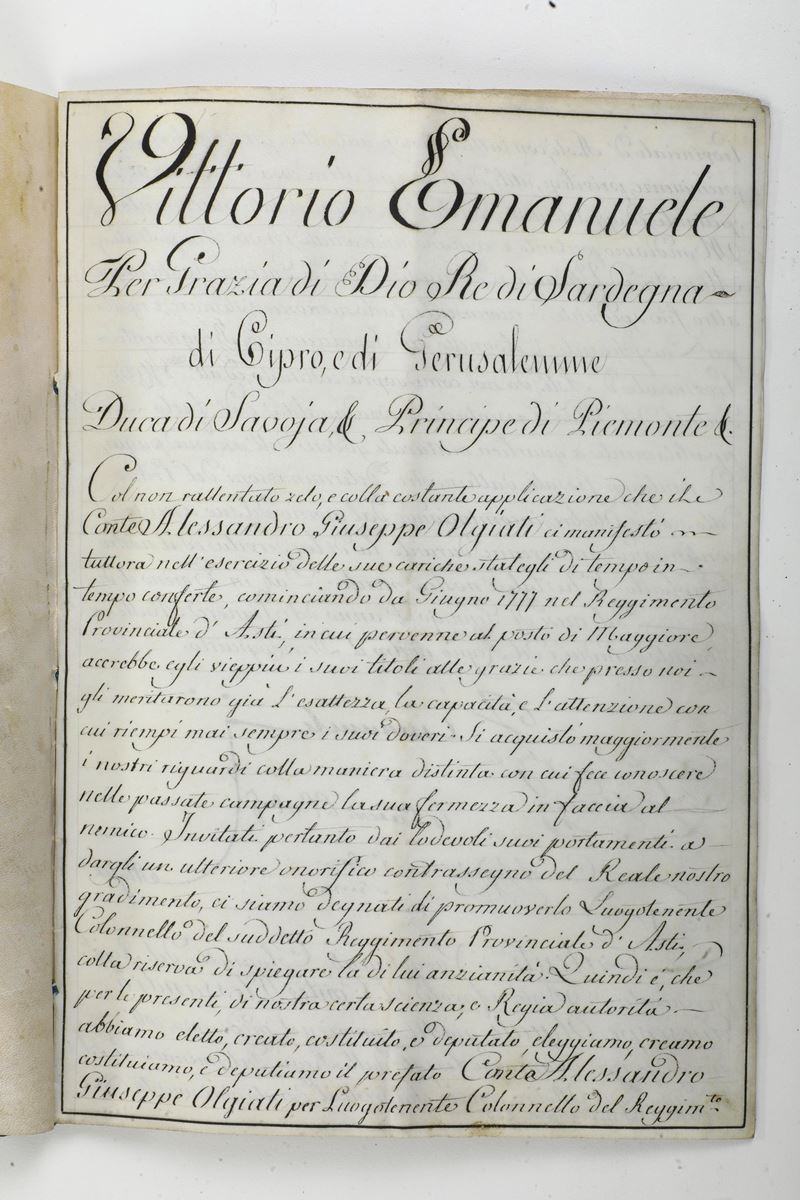 Vittorio Emanuele
Per Grazia di Dio Re di Sardegna
di Cipro, e di Gerusalemme
Duca di Savoja, &, Principe di Piemonte &.
Col non rallentato zelo, e colla costante applicazione che il
Conte Alessandro Giuseppe Olgiati ci manifestó
tuttora nell'esercizio delle sue cariche stategli di tempo in
tempo conferte, cominciando da Giugno 1777 nel Reggimento
Provinciale d'Asti, in cui pervenne al posto di Maggiore,
acerebbe egli vieppiu i suoi titoli alle grazie che presso noi
gli meritarono già l'esattezza, la capacità, e l'attenzione con
cui riempi mai sempre i suoi doveri. Si acquistó maggiormente
i nostri riguardi colla maniera distinta con cui fece conoscere
nelle passate campagne la sua fermezza in faccia al
nemico. Invitati pertanto dai lodevoli suoi portamenti a
dargli un ulteriore onorifico contrassegno del Reale nostro
gradimento, ci siamo degnati di promuoverlo Luogotenente
Colonnello del suddetto Reggimento Provinciale d'Asti,
colla riserva di spiegare la di lui anzianità. Quindi é, che
per le presenti, di nostra certa scienza, e Regia autorità
abbiamo eletto, creato, costituito, e deputato, eleggiamo, creamo
costituiamo, e deputiamo il prefato Conte Alessandro
Giuseppe Olgiati per Luogotenente Colonnello del Reggim.to